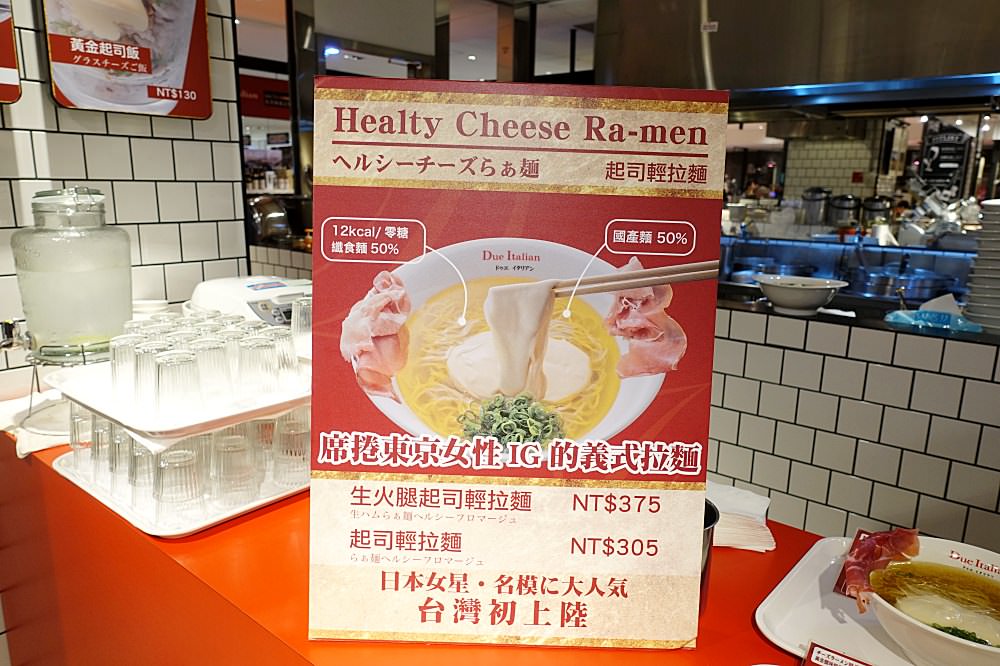 黃金起司飯
グラスチーズご飯
NT$130
Healty Cheese Ra-men
ヘルシーチーズらぁ麺
起司輕拉麵
12kcal/ 零糖
纖食麵 50%
國產麵 50%
Due Italian
ドゥエ イタリアン
席捲東京女性 IG 的義式拉麵
生火腿起司輕拉麵 NT$375
生ハムらぁ麺ヘルシーフロマージュ
起司輕拉麵 NT$305
らぁ麺ヘルシーフロマージュ
日本女星・名模に大人気
台灣初上陸
Due Itali